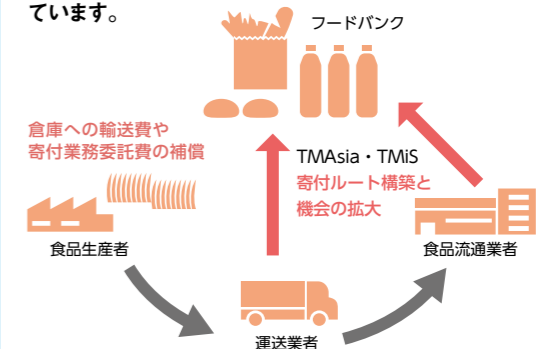 ています。
フードバンク
倉庫への輸送費や
寄付業務委託費の補償
TMAsia・TMiS
寄付ルート構築と
機会の拡大
食品生産者
食品流通業者
運送業者